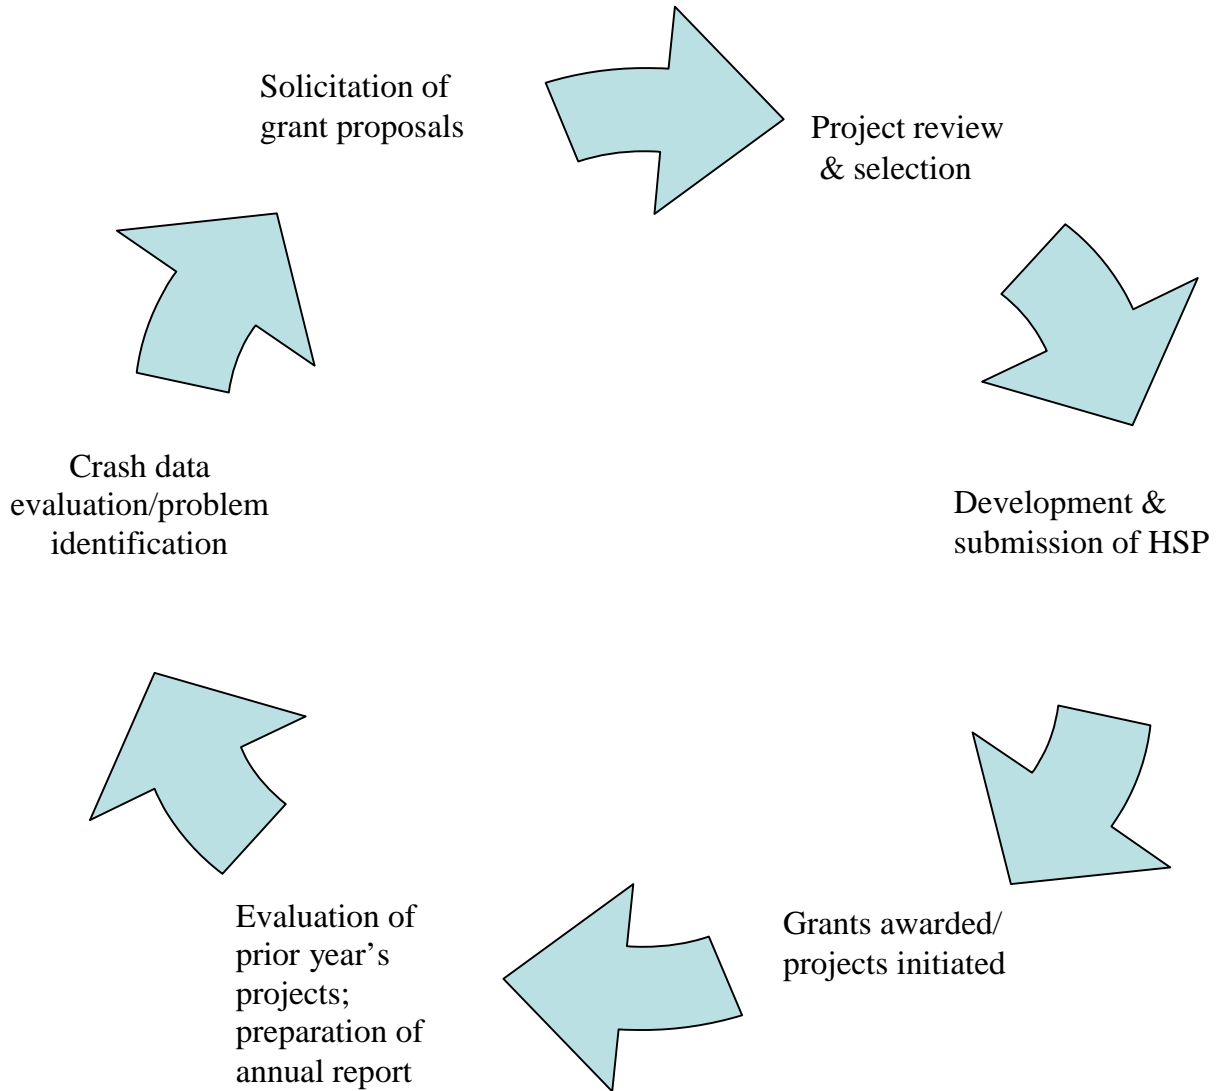 Solicitation of
grant proposals
Project review
& selection
Crash data
evaluation/problem
identification
Development &
submission of HSP
Evaluation of
prior year’s
projects;
preparation of
annual report
Grants awarded/
projects initiated